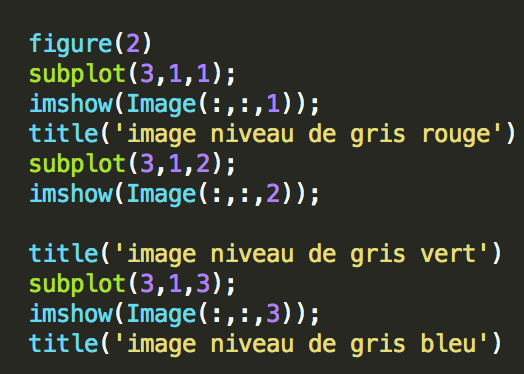 figure(2)
subplot(3,1,1);
imshow(Image(:,:,1));
title('image niveau de gris rouge')
subplot(3,1,2);
imshow(Image(:,:,2));
title('image niveau de gris vert')
subplot(3,1,3);
imshow(Image(:,:,3));
title('image niveau de gris bleu')